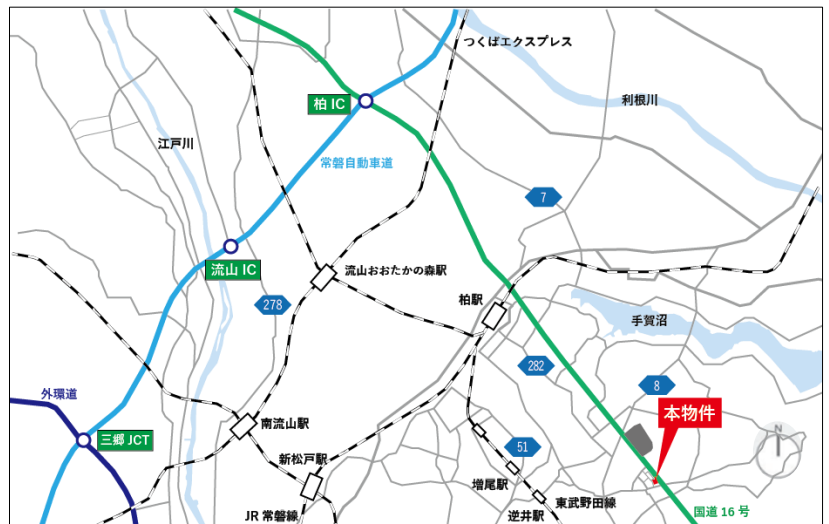 つくばエクスプレス
柏 IC
利根川
江戸川
常磐自動車道
7
流山 IC
流山おおたかの森駅
278
柏駅
手賀沼
282
8
外環道
本物件
南流山駅
N
三郷 JCT
51
新松戸駅
増尾駅
東武野田線
JR 常磐線
逆井駅
国道 16 号